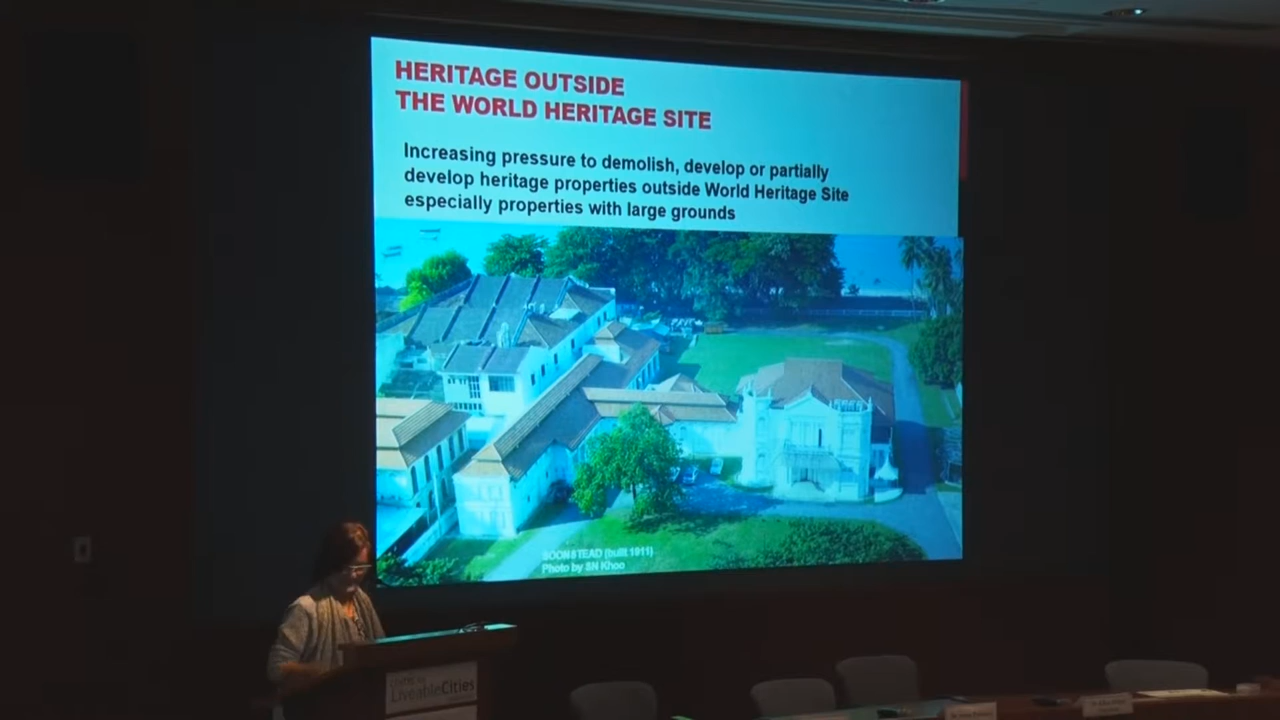 HERITAGE OUTSIDE
THE WORLD HERITAGE SITE
Increasing pressure to demolish, develop or partially
develop heritage properties outside World Heritage Site
especially properties with large grounds
SOONSTEAD (built 1911)
Photo by SN Khoo
LiveableCities